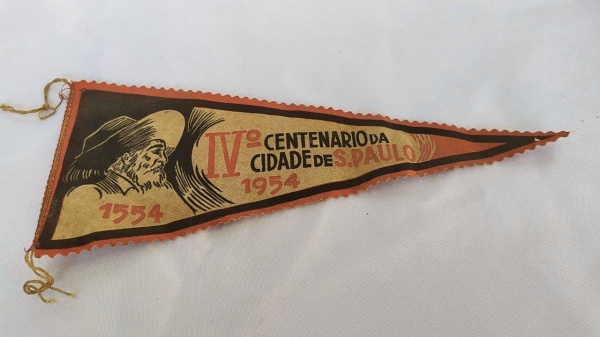 IVº CENTENARIO DA
CIDADE DE S.PAULO
1554
1954